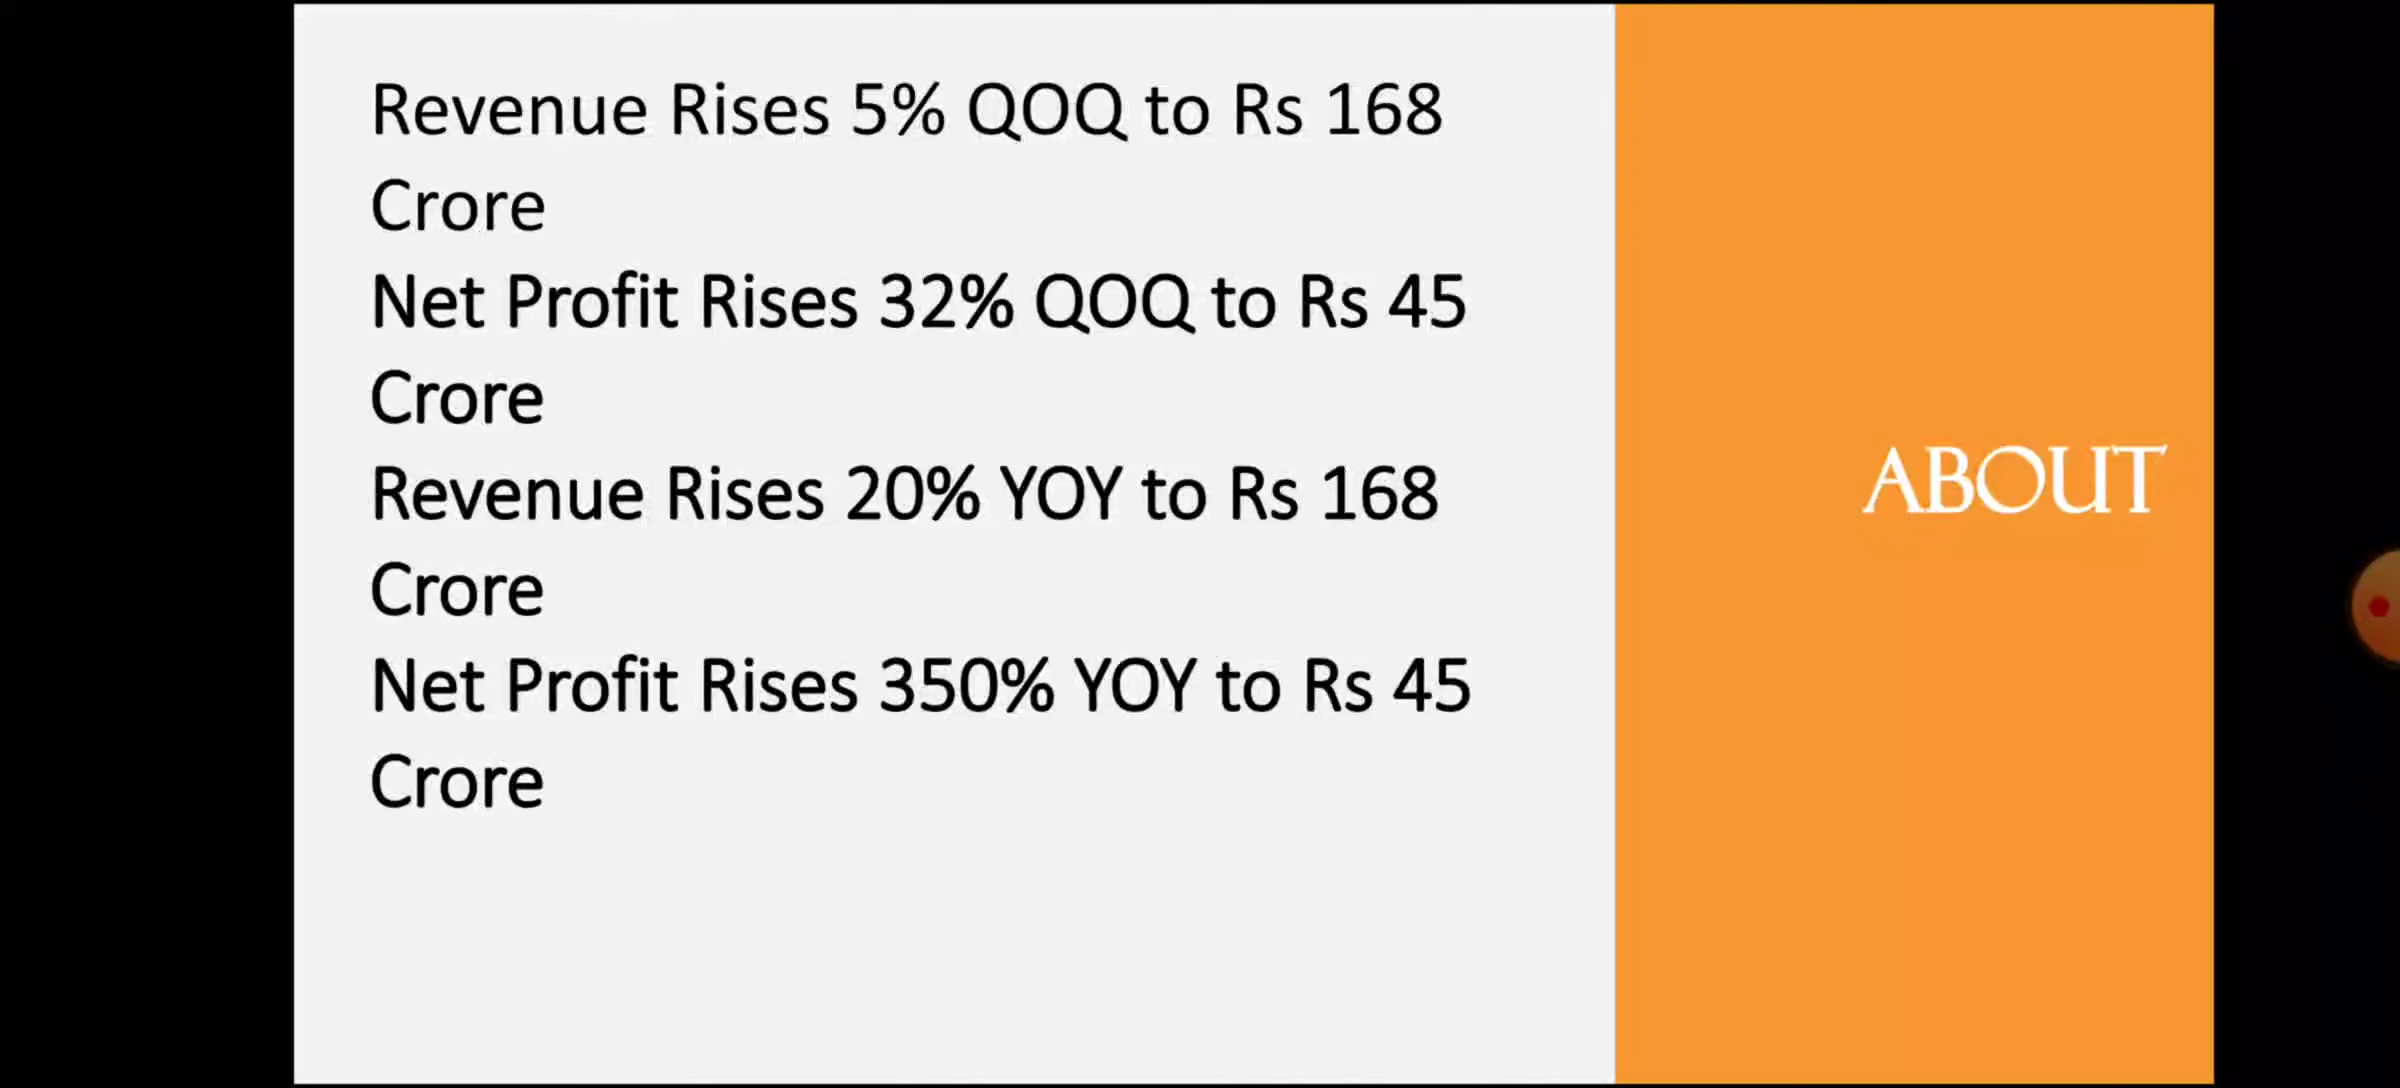 Revenue Rises 5% QOQ to Rs 168
Crore
Net Profit Rises 32% QOQ to Rs 45
Crore
Revenue Rises 20% YOY to Rs 168
Crore
Net Profit Rises 350% YOY to Rs 45
Crore
ABOUT